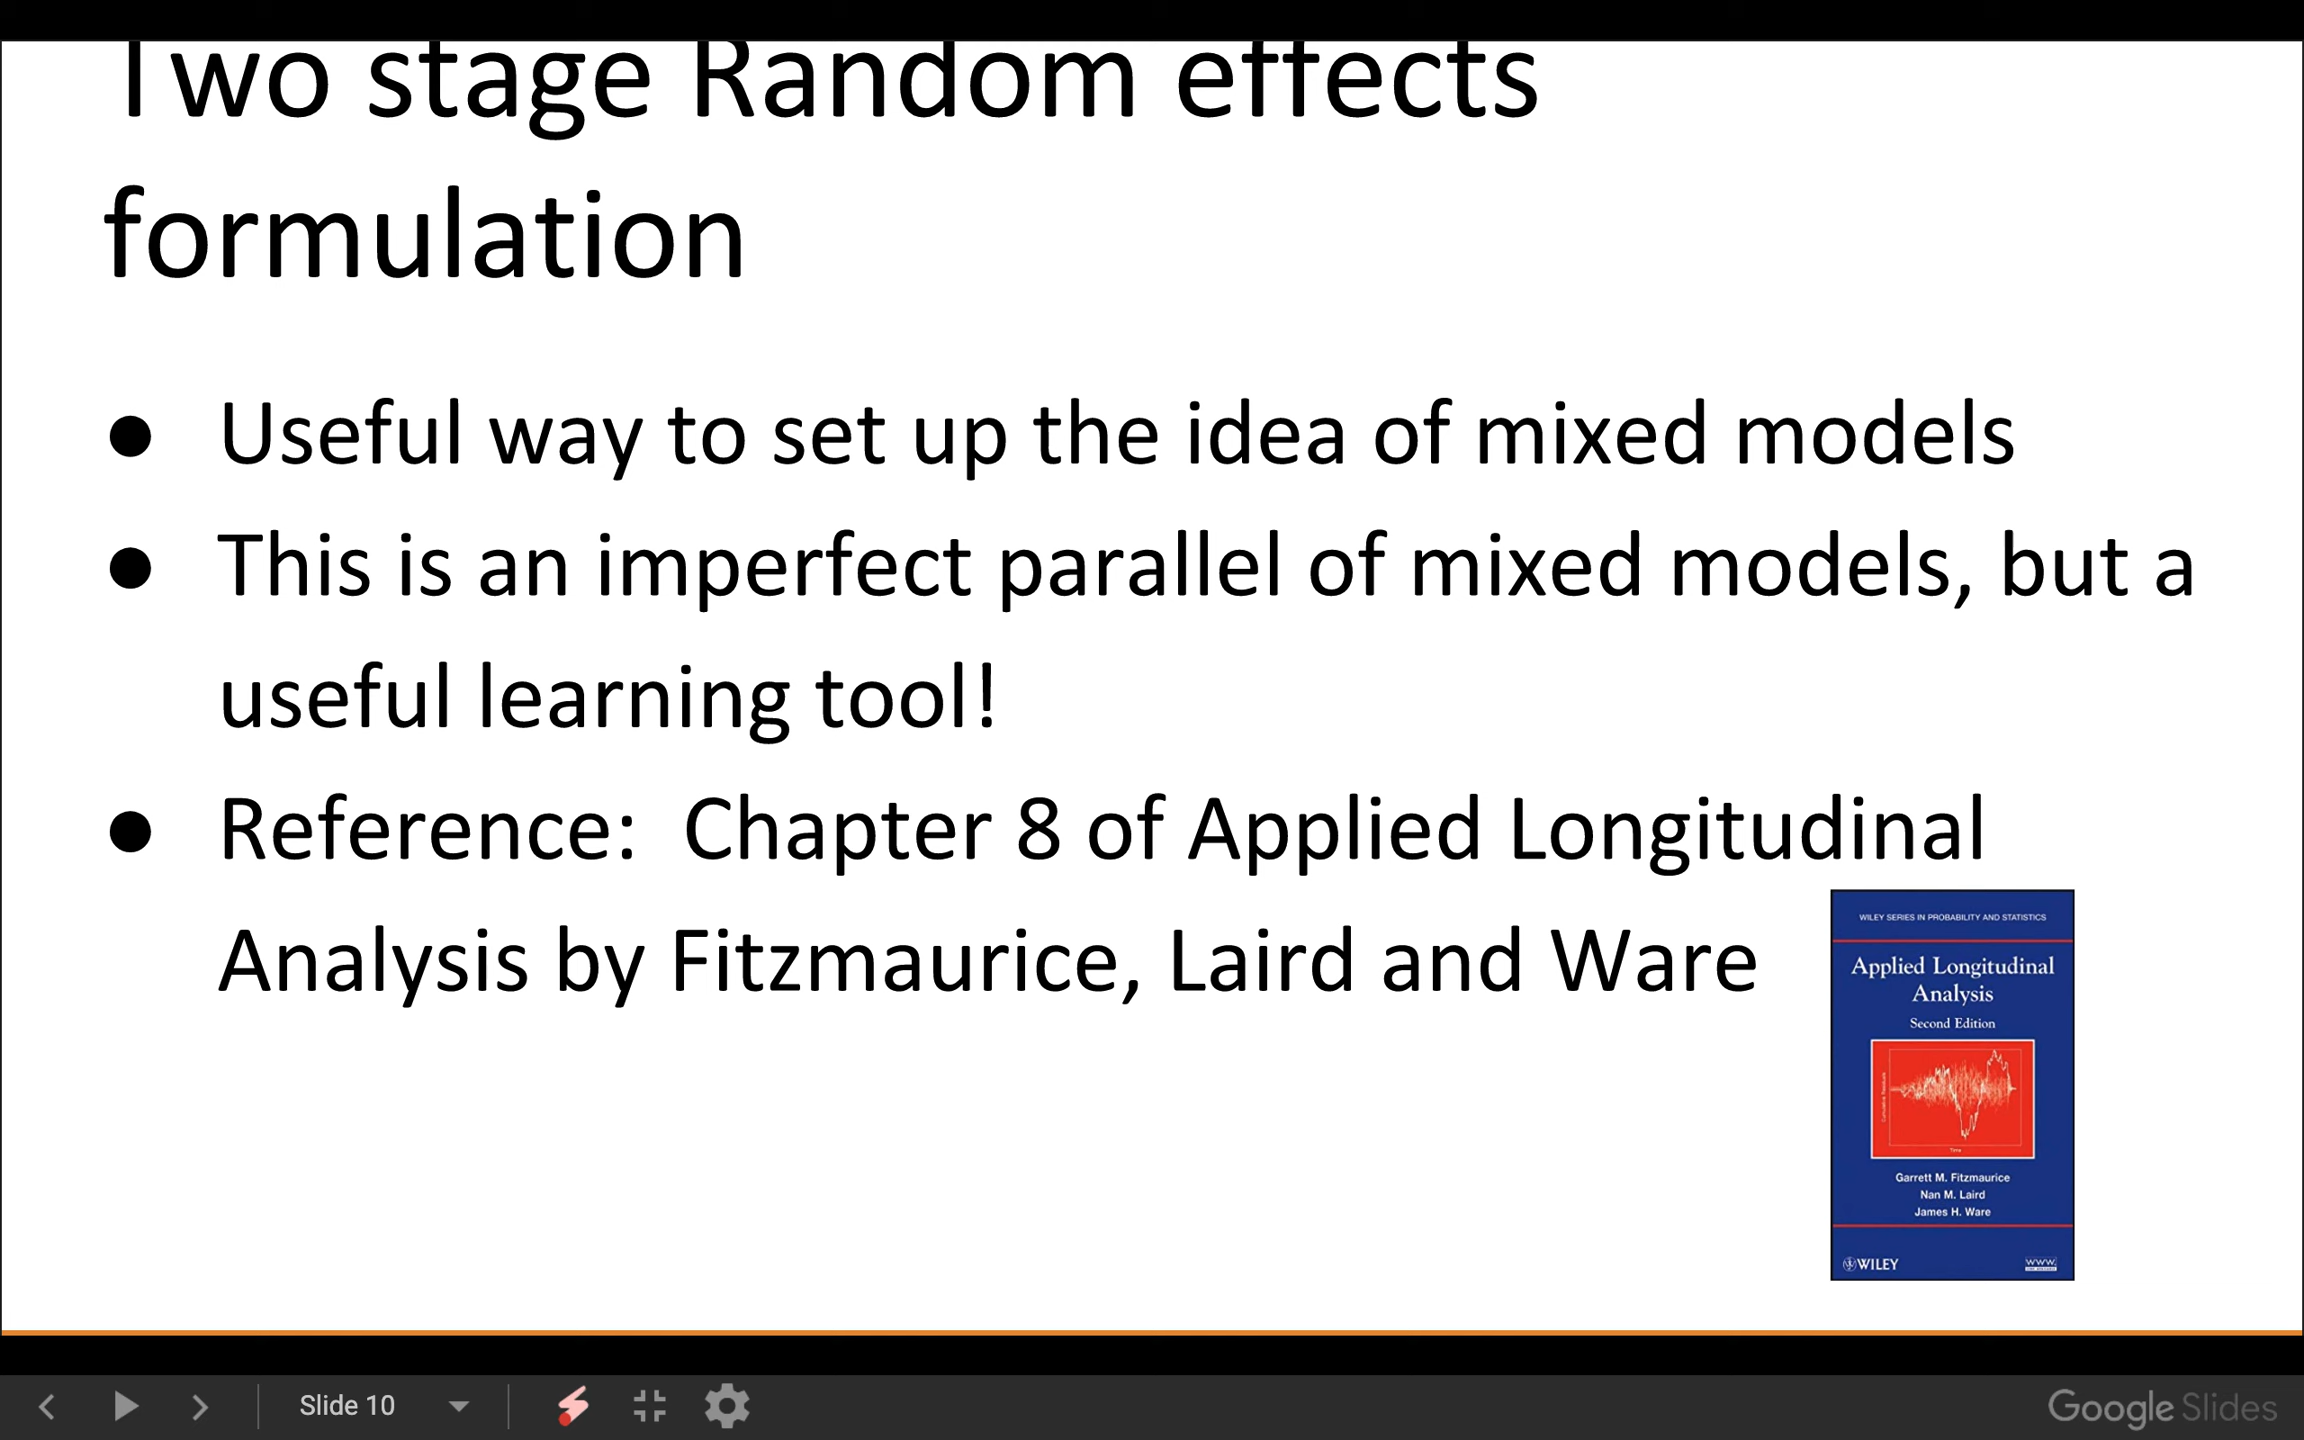 Two stage Random effects
formulation
● Useful way to set up the idea of mixed models
● This is an imperfect parallel of mixed models, but a
useful learning tool!
● Reference:  Chapter 8 of Applied Longitudinal
Analysis by Fitzmaurice, Laird and Ware
WILEY SERIES IN PROBABILITY AND STATISTICS
Applied Longitudinal
Analysis
Second Edition
Time
Garrett M. Fitzmaurice
Nan M. Laird
James H. Ware
WILEY
WWW.
Slide 10
Google Slides